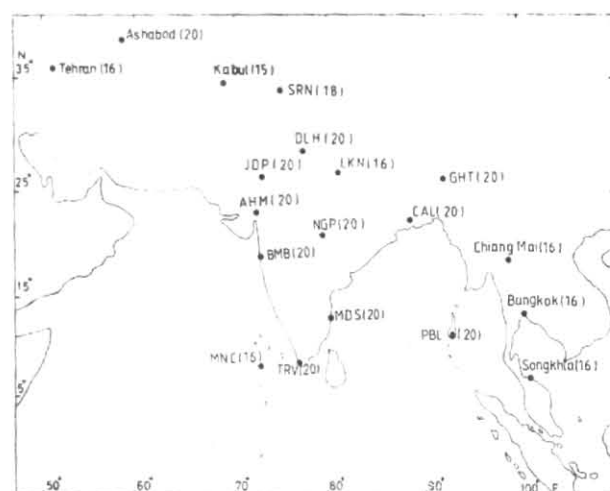 Ashabad (20)
N
35°
Tehran (16)
Kabul (15)
SRN (18)
DLH (20)
JDP (20)
LKN (16)
GHT (20)
25°
AHM (20)
CAL (20)
NGP (20)
Chiang Mai (16)
BMB (20)
15°
Bangkok (16)
MDS (20)
PBL (20)
MNC (16)
TRV (20)
Songkhla (16)
5°
50° 60° 70° 80° 90° 100° E